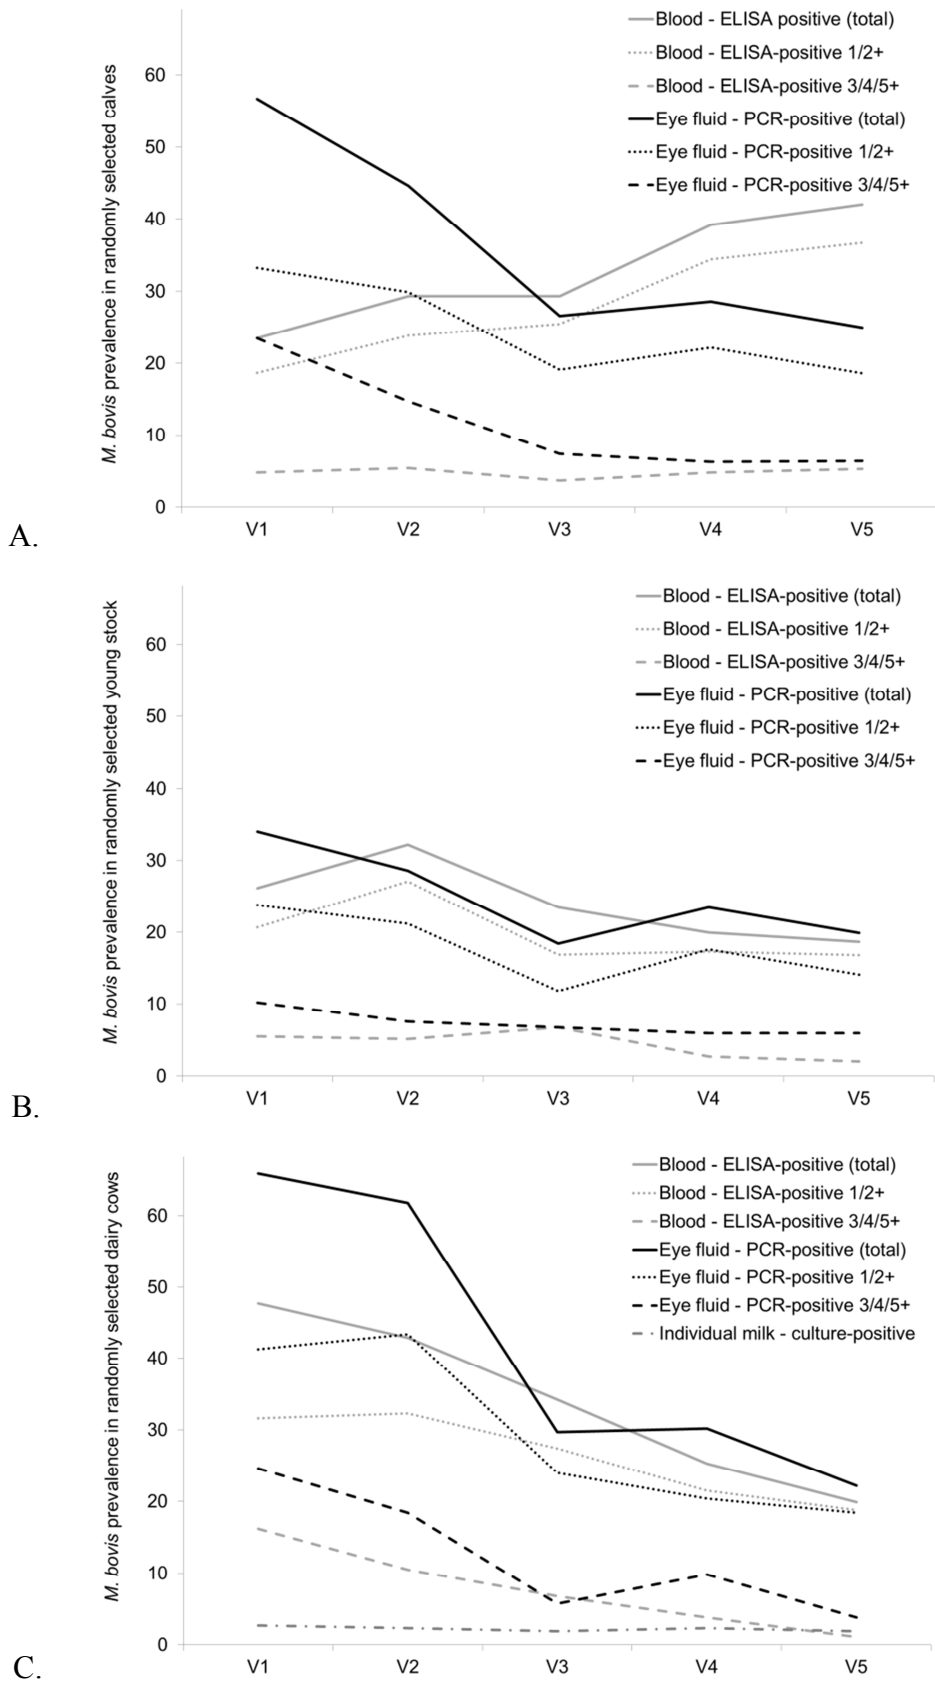 Blood - ELISA positive (total)
Blood - ELISA-positive 1/2+
Blood - ELISA-positive 3/4/5+
Eye fluid - PCR-positive (total)
Eye fluid - PCR-positive 1/2+
Eye fluid - PCR-positive 3/4/5+
M. bovis prevalence in randomly selected calves
60
50
40
30
20
10
0
V1 V2 V3 V4 V5
A.
Blood - ELISA-positive (total)
Blood - ELISA-positive 1/2+
Blood - ELISA-positive 3/4/5+
Eye fluid - PCR-positive (total)
Eye fluid - PCR-positive 1/2+
Eye fluid - PCR-positive 3/4/5+
M. bovis prevalence in randomly selected young stock
60
50
40
30
20
10
0
V1 V2 V3 V4 V5
B.
Blood - ELISA-positive (total)
Blood - ELISA-positive 1/2+
Blood - ELISA-positive 3/4/5+
Eye fluid - PCR-positive (total)
Eye fluid - PCR-positive 1/2+
Eye fluid - PCR-positive 3/4/5+
Individual milk - culture-positive
M. bovis prevalence in randomly selected dairy cows
60
50
40
30
20
10
0
V1 V2 V3 V4 V5
C.